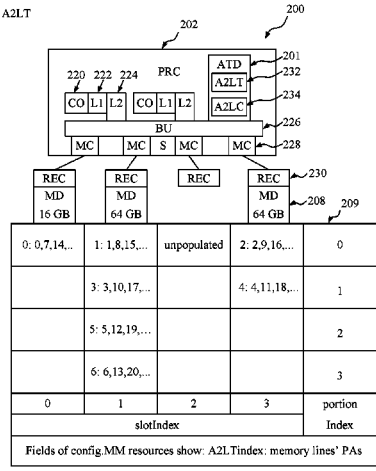 A2LT
202
200
220 222 224
PRC
ATD
201
A2LT
232
A2LC
234
CO L1 L2 CO L1 L2
BU
226
MC MC S MC MC
228
REC REC REC REC
230
MD MD MD
208
16 GB 64 GB 64 GB
209
0: 0,7,14,.. 1: 1,8,15,.. unpopulated 2: 2,9,16,... 0
3: 3,10,17,... 4: 4,11,18,... 1
5: 5,12,19,... 2
6: 6,13,20,... 3
0 1 2 3 portion
slotIndex Index
Fields of config.MM resources show: A2LTindex: memory lines' PAs